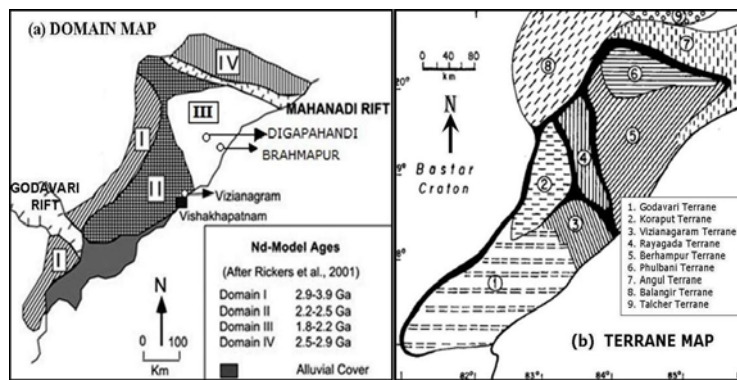 (a) DOMAIN MAP
IV
III
MAHANADI RIFT
DIGAPAHANDI
BRAHMAPUR
I
II
GODAVARI
RIFT
Vizianagram
Vishakhapatnam
I
Nd-Model Ages
(After Rickers et al., 2001)
Domain I 2.9-3.9 Ga
Domain II 2.2-2.5 Ga
Domain III 1.8-2.2 Ga
Domain IV 2.5-2.9 Ga
Alluvial Cover
N
0 100
Km
0 40 80
km
20°
N
Bastar
Craton
9°
8°
9
7
8
6
5
4
2
3
1
1. Godavari Terrane
2. Koraput Terrane
3. Vizianagaram Terrane
4. Rayagada Terrane
5. Berhampur Terrane
6. Phulbani Terrane
7. Angul Terrane
8. Balangir Terrane
9. Talcher Terrane
(b) TERRANE MAP
82°
83°
84°
85°